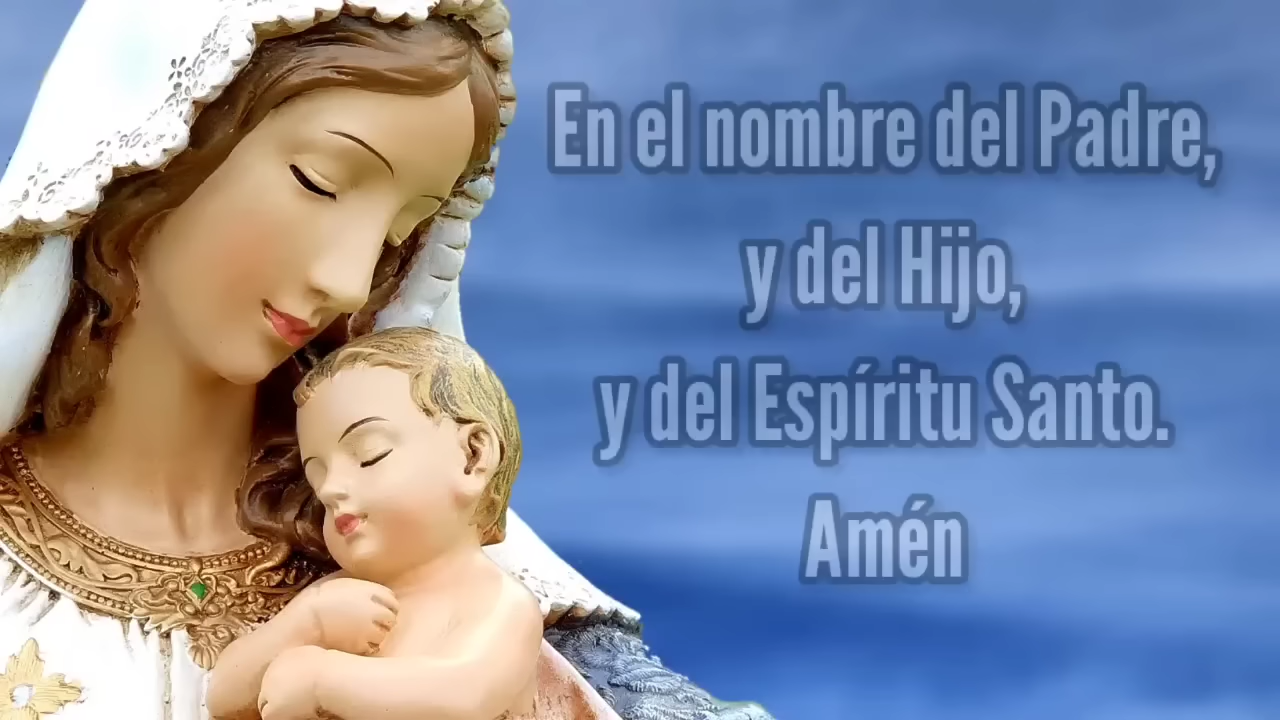 En el nombre del Padre,
y del Hijo,
y del Espíritu Santo.
Amén